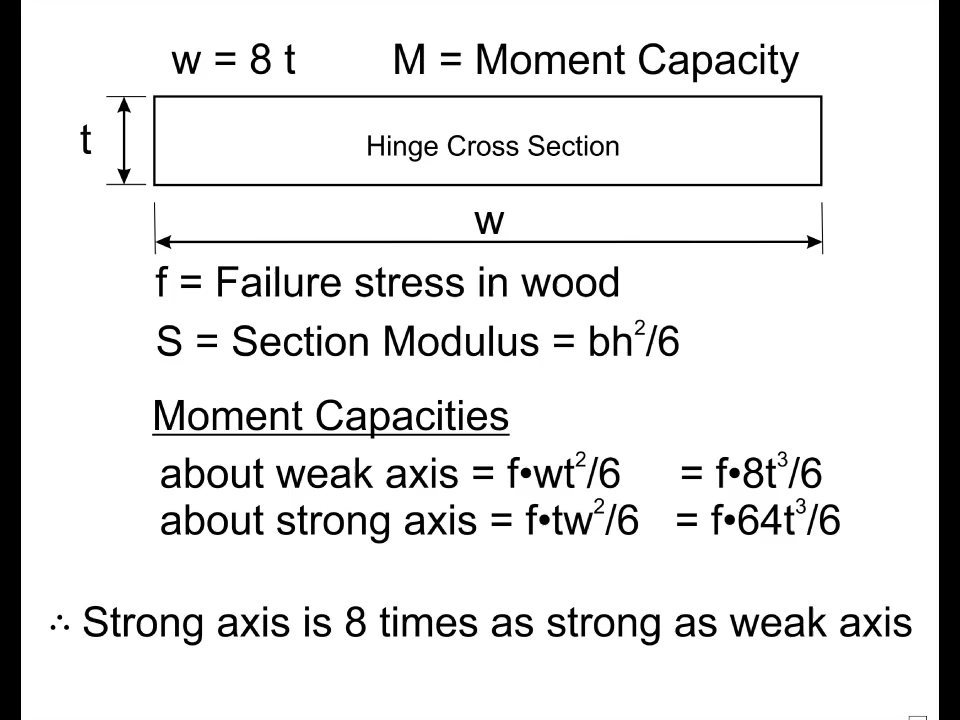 w = 8 t M = Moment Capacity
t
Hinge Cross Section
w
f = Failure stress in wood
S = Section Modulus = bh²/6
Moment Capacities
about weak axis = f•wt²/6 = f•8t³/6
about strong axis = f•tw²/6 = f•64t³/6
∴ Strong axis is 8 times as strong as weak axis